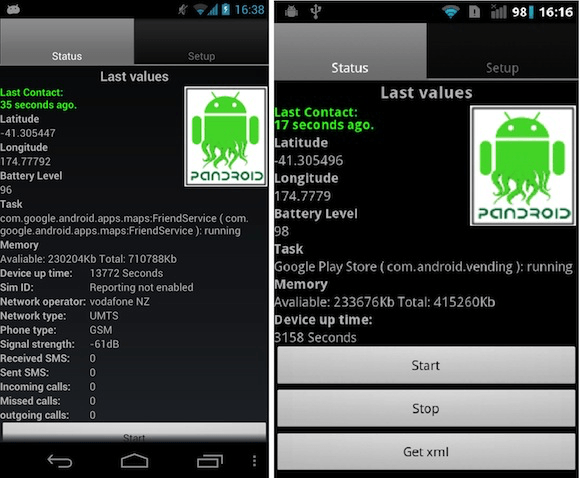 16:38
Status
Setup
Last values
Last Contact:
35 seconds ago.
Latitude
-41.305447
Longitude
174.77792
Battery Level
96
Task
com.google.android.apps.maps:FriendService ( com.
google.android.apps.maps:FriendService ): running
Memory
Avaliable: 230204Kb Total: 710788Kb
Device up time: 13772 Seconds
Sim ID: Reporting not enabled
Network operator: vodafone NZ
Network type: UMTS
Phone type: GSM
Signal strength: -61dB
Received SMS: 0
Sent SMS: 0
Incoming calls: 0
Missed calls: 0
outgoing calls: 0
Start
PANDROID
98 16:16
Status
Setup
Last values
Last Contact:
17 seconds ago.
Latitude
-41.305496
Longitude
174.7779
Battery Level
98
Task
Google Play Store ( com.android.vending ): running
Memory
Avaliable: 233676Kb Total: 415260Kb
Device up time:
3158 Seconds
PANDROID
Start
Stop
Get xml